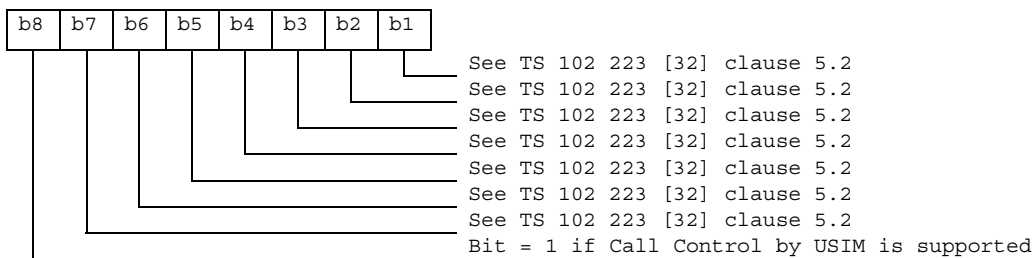 b8 b7 b6 b5 b4 b3 b2 b1
See TS 102 223 [32] clause 5.2
See TS 102 223 [32] clause 5.2
See TS 102 223 [32] clause 5.2
See TS 102 223 [32] clause 5.2
See TS 102 223 [32] clause 5.2
See TS 102 223 [32] clause 5.2
See TS 102 223 [32] clause 5.2
Bit = 1 if Call Control by USIM is supported